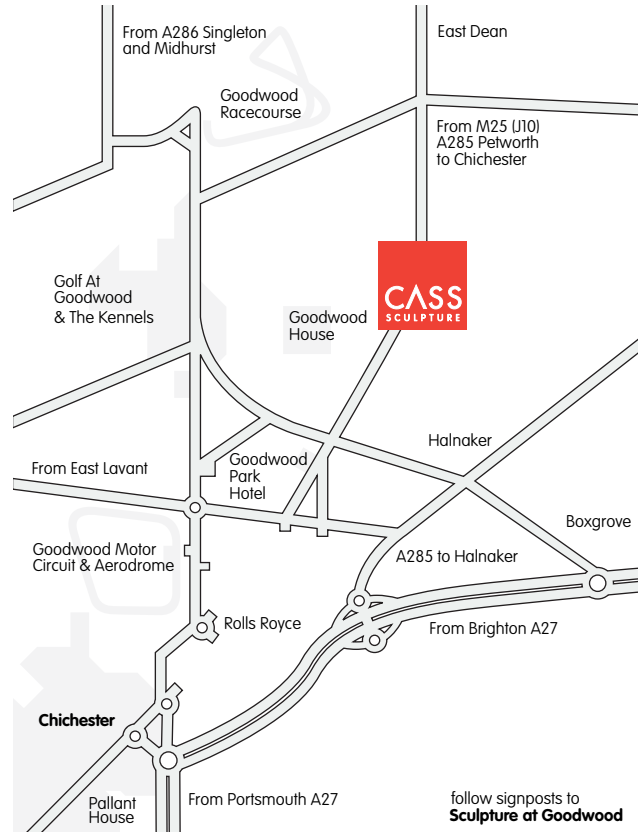 From A286 Singleton
and Midhurst
East Dean
Goodwood
Racecourse
From M25 (J10)
A285 Petworth
to Chichester
CASS
SCULPTURE
Golf At
Goodwood
& The Kennels
Goodwood
House
Halnaker
From East Lavant
Goodwood
Park
Hotel
Boxgrove
Goodwood Motor
Circuit & Aerodrome
A285 to Halnaker
Rolls Royce
From Brighton A27
Chichester
Pallant
House
From Portsmouth A27
follow signposts to
Sculpture at Goodwood